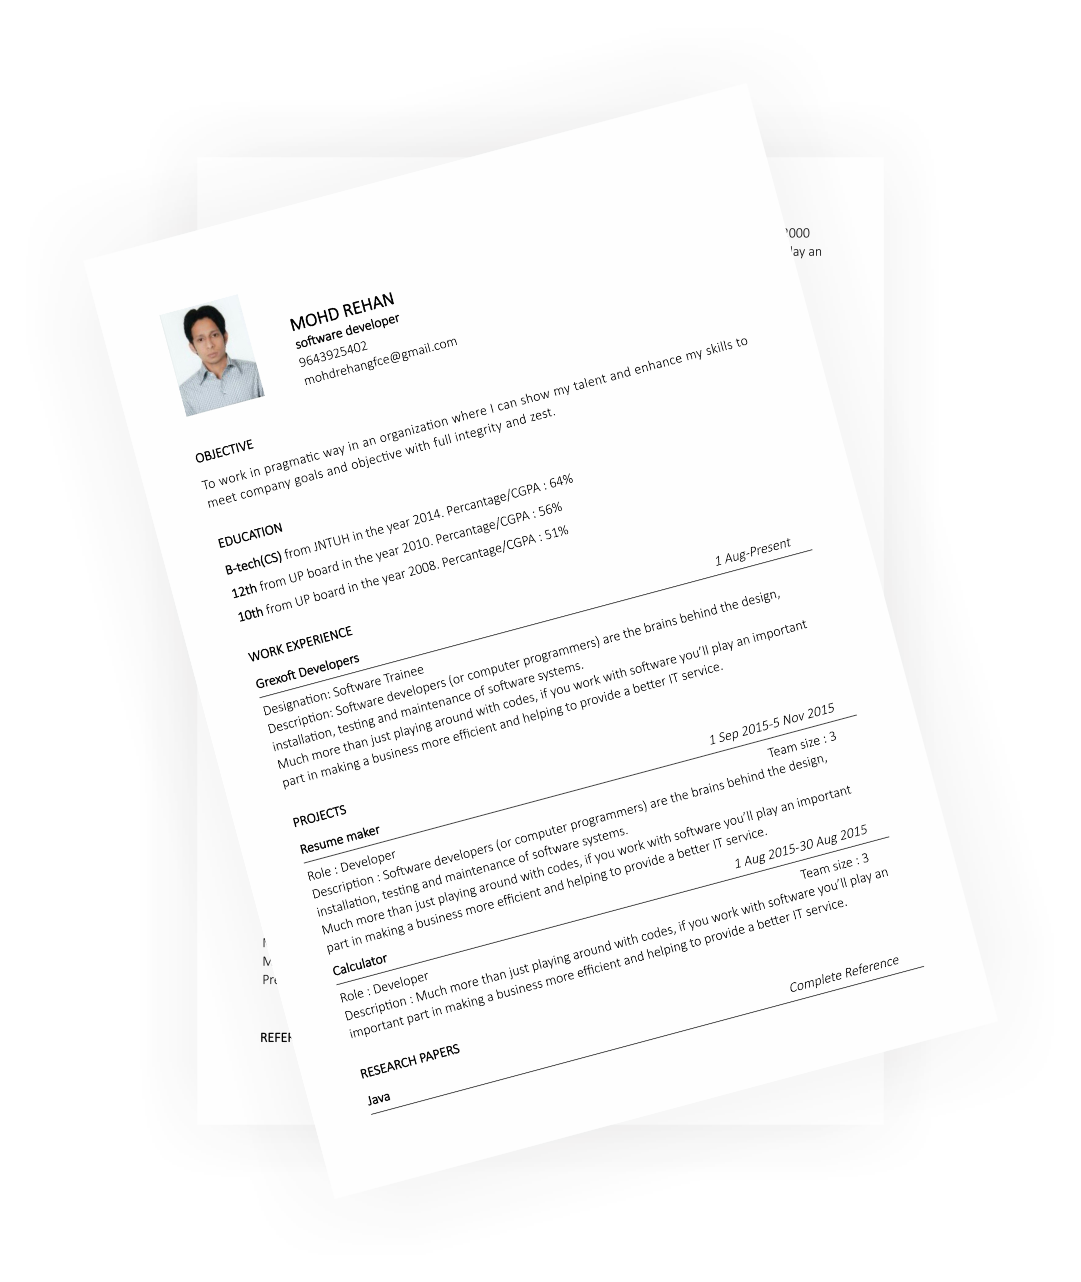 MOHD REHAN
software developer
9643925402
mohdrehangfce@gmail.com
OBJECTIVE
To work in pragmatic way in an organization where I can show my talent and enhance my skills to
meet company goals and objective with full integrity and zest.
EDUCATION
B-tech(CS) from JNTUH in the year 2014. Percantage/CGPA : 64%
12th from UP board in the year 2010. Percantage/CGPA : 56%
10th from UP board in the year 2008. Percantage/CGPA : 51%
WORK EXPERIENCE
Grexoft Developers 1 Aug-Present
Designation: Software Trainee
Description: Software developers (or computer programmers) are the brains behind the design,
installation, testing and maintenance of software systems.
Much more than just playing around with codes, if you work with software you'll play an important
part in making a business more efficient and helping to provide a better IT service.
PROJECTS
Resume maker 1 Sep 2015-5 Nov 2015
Role : Developer Team size : 3
Description : Software developers (or computer programmers) are the brains behind the design,
installation, testing and maintenance of software systems.
Much more than just playing around with codes, if you work with software you'll play an important
part in making a business more efficient and helping to provide a better IT service.
Calculator 1 Aug 2015-30 Aug 2015
Role : Developer Team size : 3
Description : Much more than just playing around with codes, if you work with software you'll play an
important part in making a business more efficient and helping to provide a better IT service.
RESEARCH PAPERS
Java Complete Reference
000
lay an
M
Pre
REFE